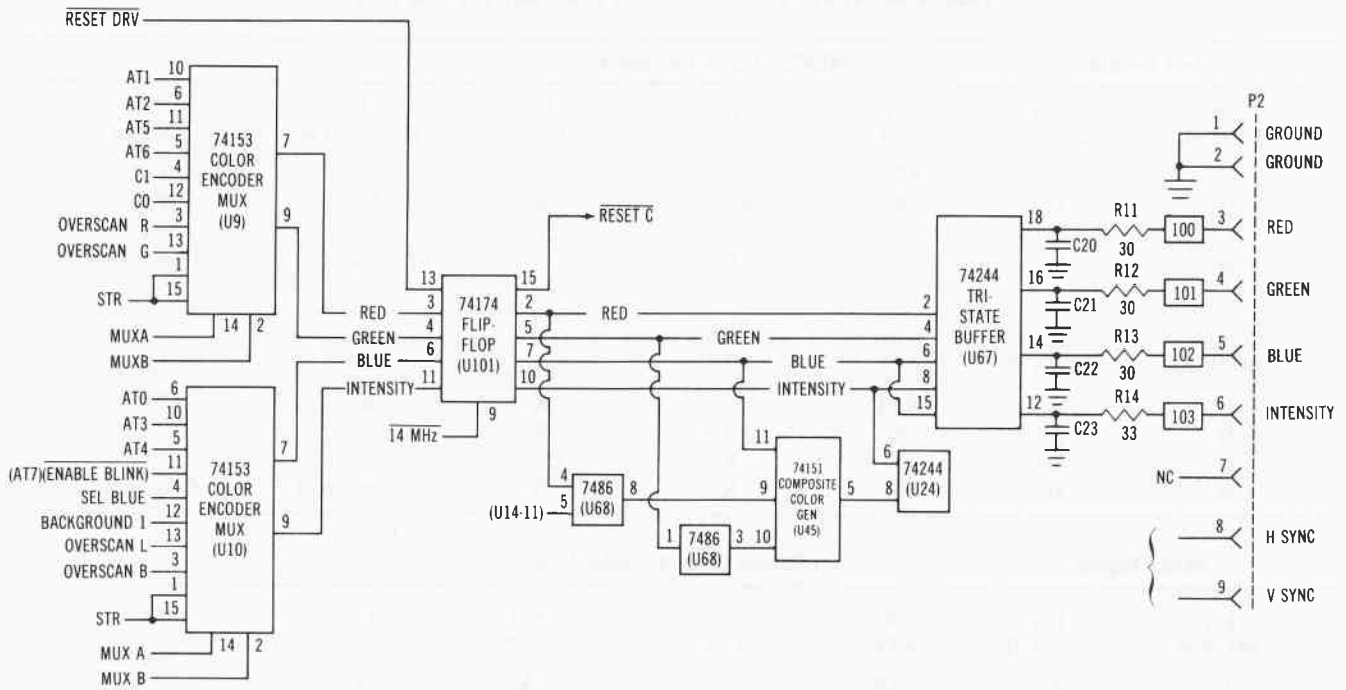 RESET DRV
AT1 10
AT2 6
AT5 11
AT6 5
C1 4
C0 12
OVERSCAN R 3
OVERSCAN G 13
1
STR 15
MUXA 14
MUXB 2
74153
COLOR
ENCODER
MUX
(U9)
7
9
AT0 6
AT3 10
AT4 5
(AT7)(ENABLE BLINK) 11
SEL BLUE 4
BACKGROUND 1 12
OVERSCAN L 13
OVERSCAN B 3
1
STR 15
MUX A 14
MUX B 2
74153
COLOR
ENCODER
MUX
(U10)
7
9
RED
GREEN
BLUE
INTENSITY
13
3
4
6
11
74174
FLIP-
FLOP
(U101)
15
2
5
7
10
9
14 MHz
RESET C
RED
GREEN
BLUE
INTENSITY
4
5
(U14-11)
7486
(U68)
8
1
7486
(U68)
3
11
9
10
74151
COMPOSITE
COLOR
GEN
(U45)
5
6
8
74244
(U24)
2
4
6
8
15
74244
TRI-
STATE
BUFFER
(U67)
18
16
14
12
C20
C21
C22
C23
R11
30
R12
30
R13
30
R14
33
100
101
102
103
P2
1 GROUND
2 GROUND
3 RED
4 GREEN
5 BLUE
6 INTENSITY
NC 7
8 H SYNC
9 V SYNC